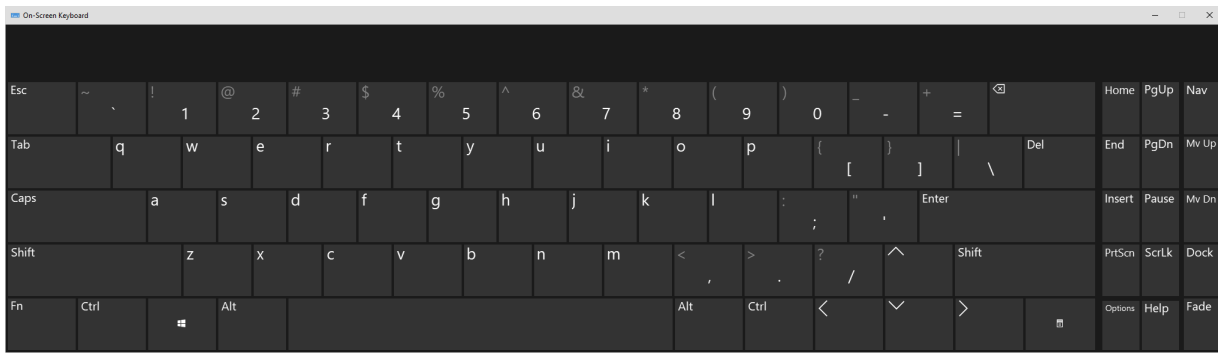 On-Screen Keyboard
Esc ~ ` ! 1 @ 2 # 3 $ 4 % 5 ^ 6 & 7 * 8 ( 9 ) 0 _ - + = Home PgUp Nav
Tab q w e r t y u i o p { [ } ] | \ Del End PgDn Mv Up
Caps a s d f g h j k l : ; " ' Enter Insert Pause Mv Dn
Shift z x c v b n m < , > . ? / Shift PrtScn ScrLk Dock
Fn Ctrl Alt Alt Ctrl Options Help Fade